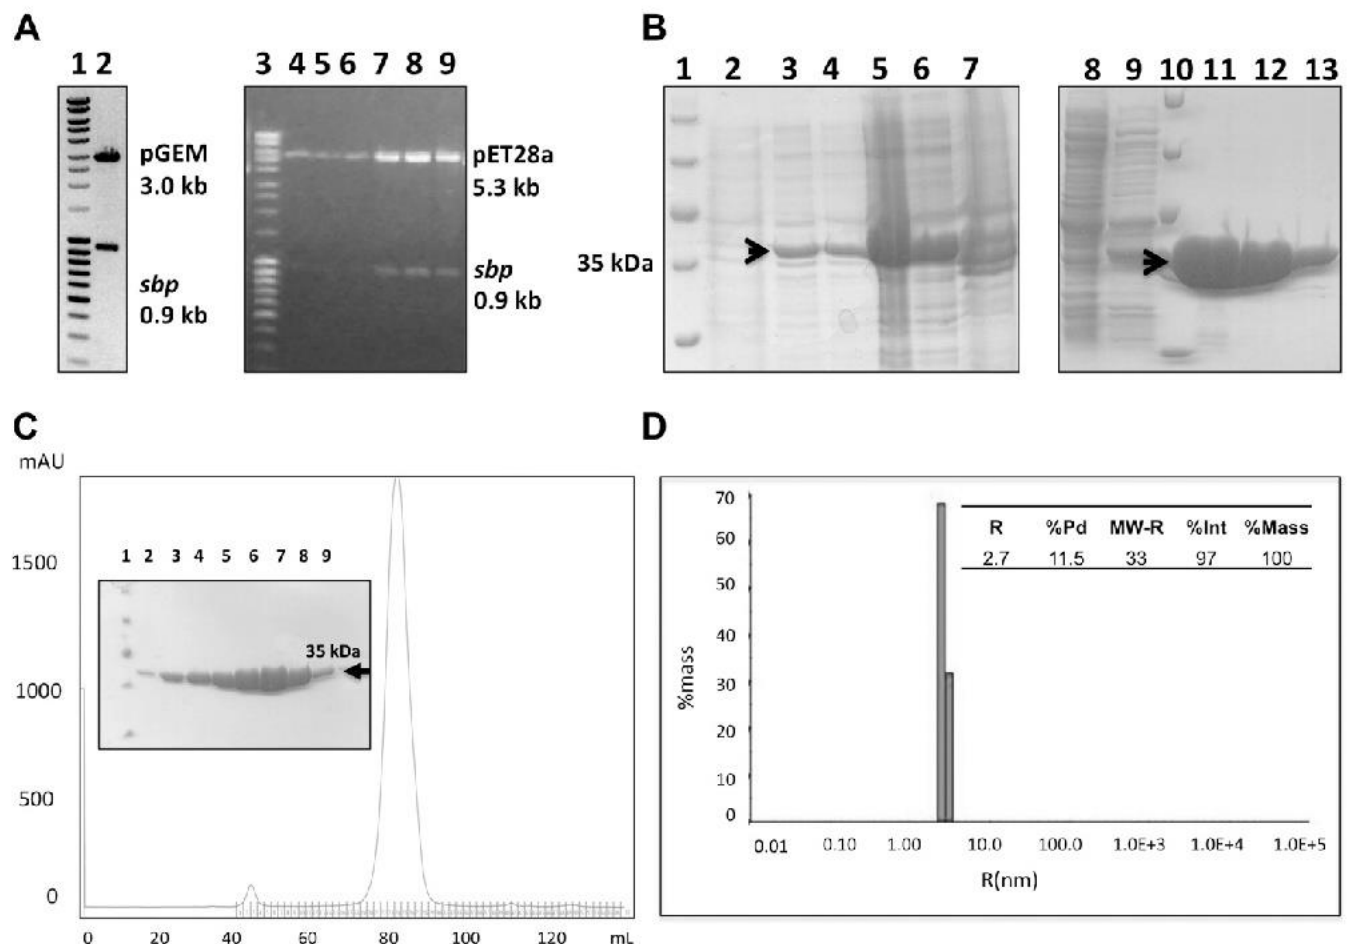 A
1 2
pGEM
3.0 kb
sbp
0.9 kb
3 4 5 6 7 8 9
pET28a
5.3 kb
sbp
0.9 kb
B
1 2 3 4 5 6 7
35 kDa
8 9 10 11 12 13
C
mAU
1500
1000
500
0
1 2 3 4 5 6 7 8 9
35 kDa
0 20 40 60 80 100 120 mL
D
%mass
70
60
50
40
30
20
10
0
R %Pd MW-R %Int %Mass
2.7 11.5 33 97 100
0.01 0.10 1.00 10.0 100.0 1.0E+3 1.0E+4 1.0E+5
R(nm)